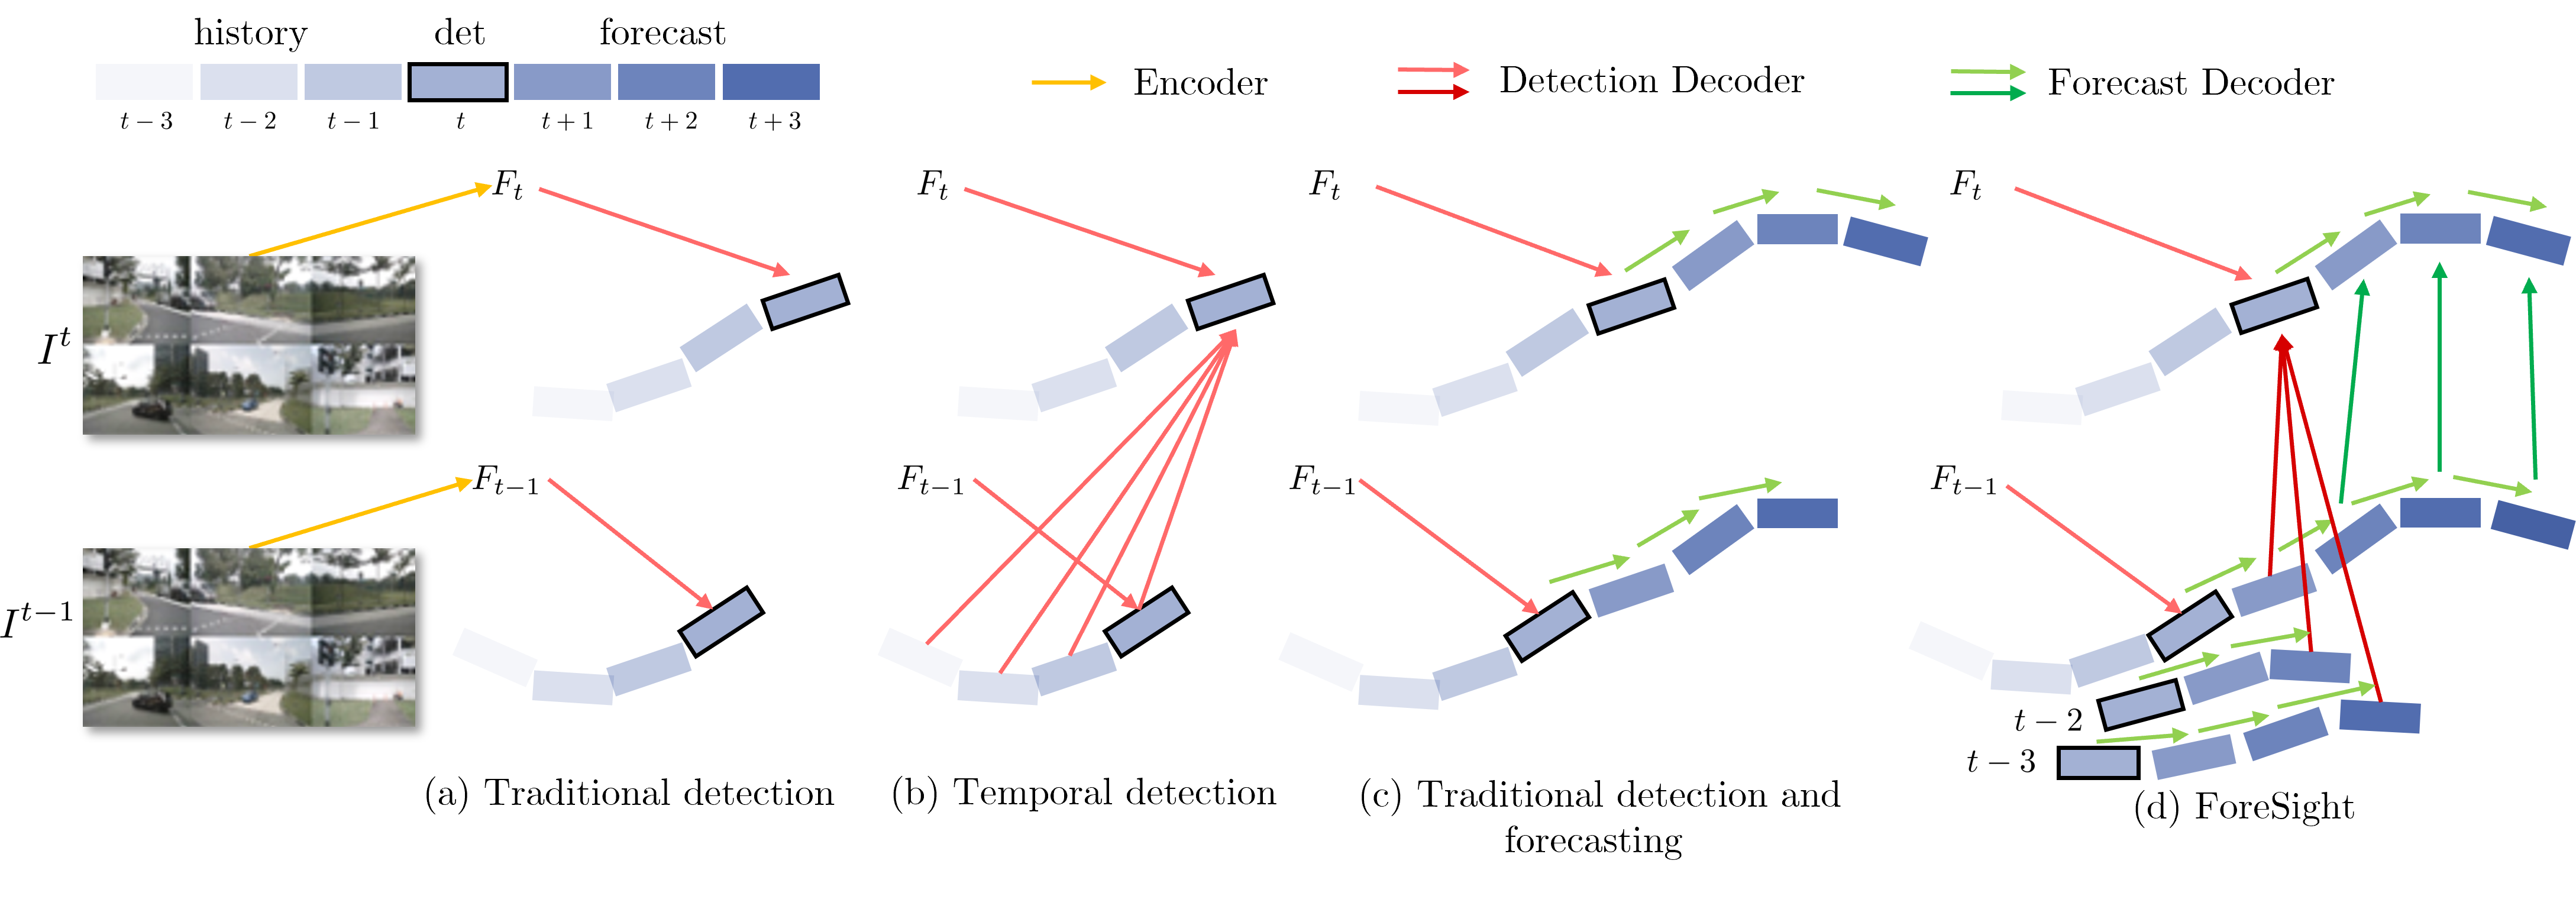 history det forecast
t − 3 t − 2 t − 1 t t + 1 t + 2 t + 3
Encoder Detection Decoder Forecast Decoder
F_t F_t F_t F_t
I^t
F_{t−1} F_{t−1} F_{t−1} F_{t−1}
I^{t−1}
t − 2
t − 3
(a) Traditional detection (b) Temporal detection (c) Traditional detection and (d) ForeSight
forecasting